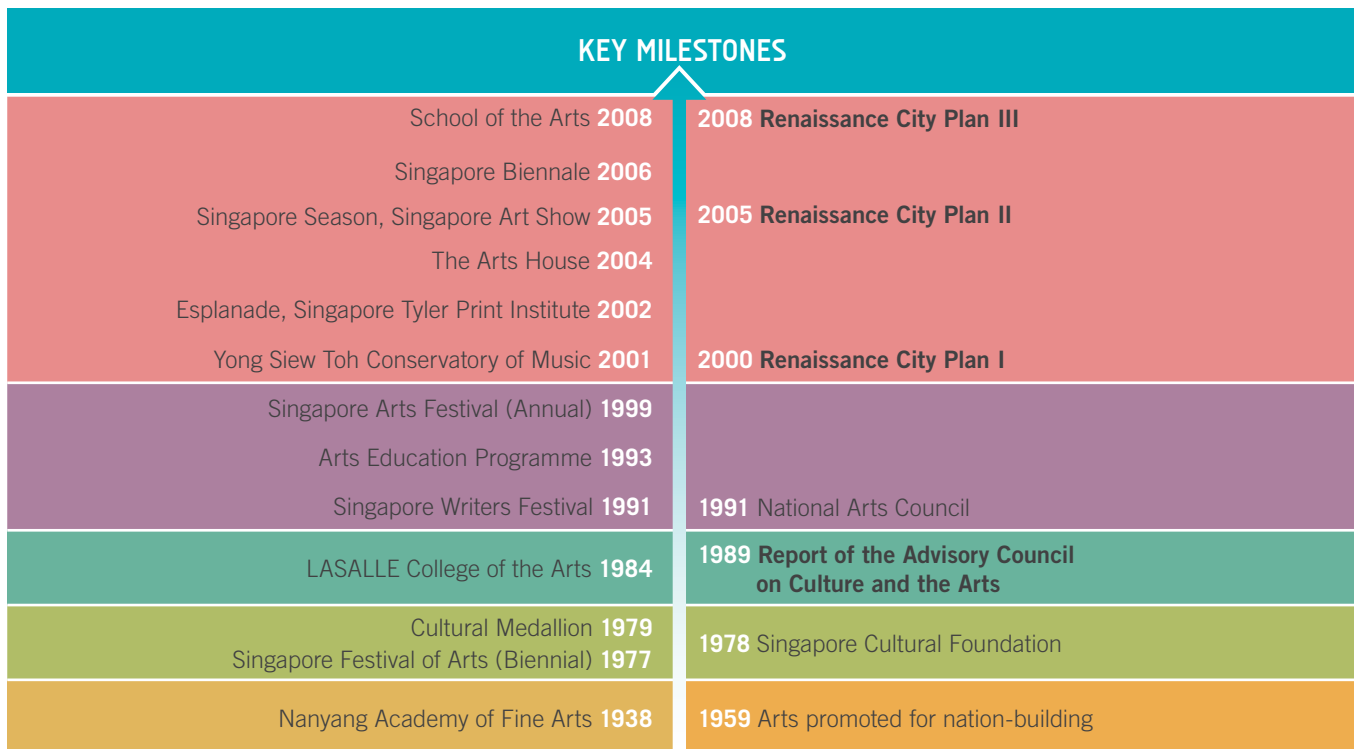 KEY MILESTONES
School of the Arts 2008
2008 Renaissance City Plan III
Singapore Biennale 2006
Singapore Season, Singapore Art Show 2005
2005 Renaissance City Plan II
The Arts House 2004
Esplanade, Singapore Tyler Print Institute 2002
Yong Siew Toh Conservatory of Music 2001
2000 Renaissance City Plan I
Singapore Arts Festival (Annual) 1999
Arts Education Programme 1993
Singapore Writers Festival 1991
1991 National Arts Council
LASALLE College of the Arts 1984
1989 Report of the Advisory Council
on Culture and the Arts
Cultural Medallion 1979
Singapore Festival of Arts (Biennial) 1977
1978 Singapore Cultural Foundation
Nanyang Academy of Fine Arts 1938
1959 Arts promoted for nation-building